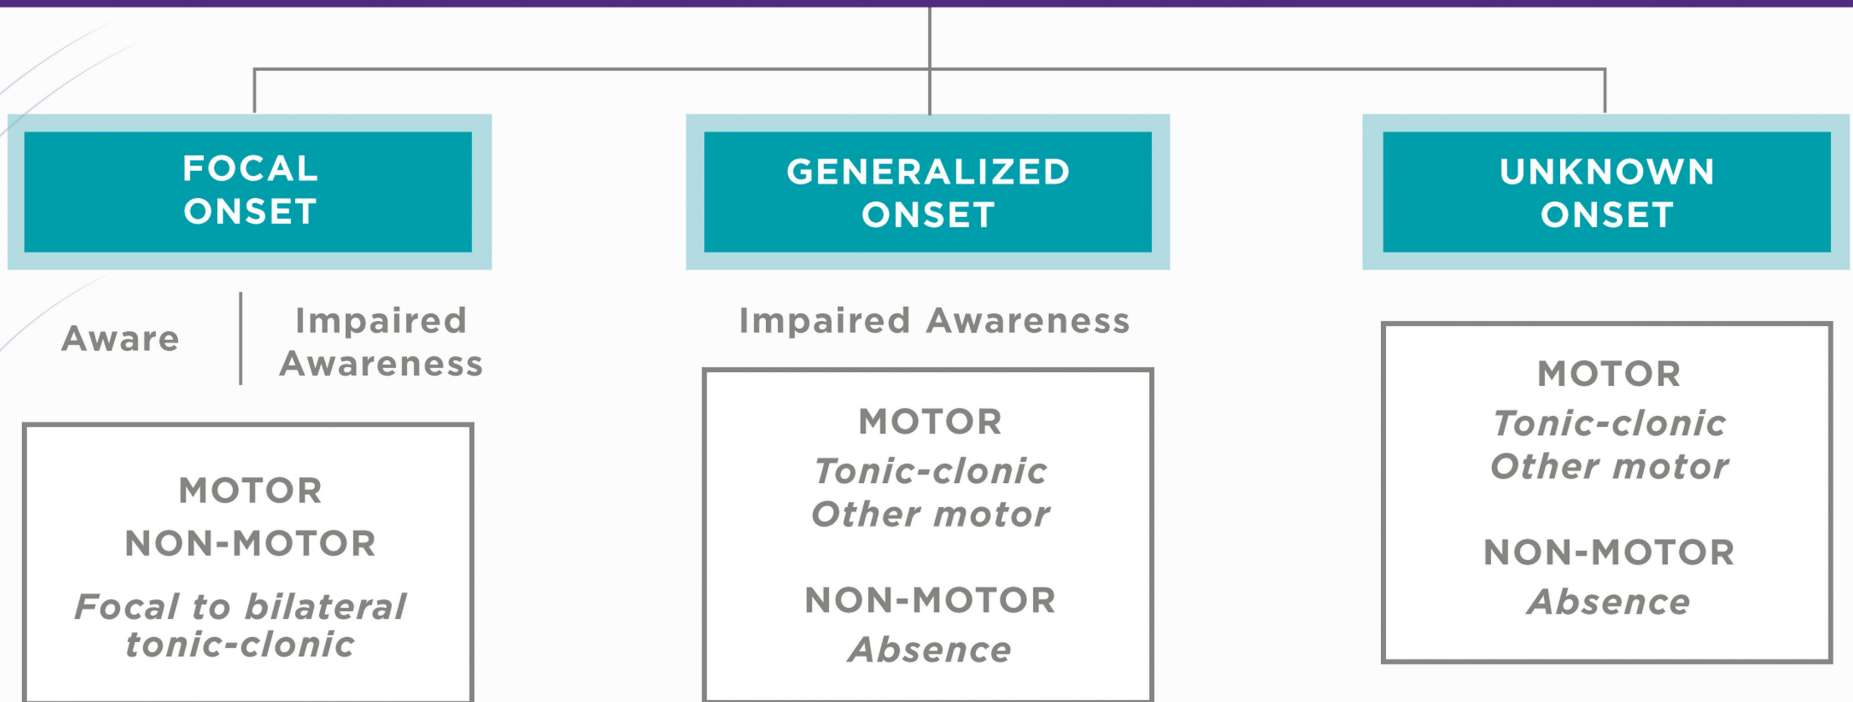 FOCAL
ONSET
Aware
Impaired
Awareness
MOTOR
NON-MOTOR
Focal to bilateral
tonic-clonic
GENERALIZED
ONSET
Impaired Awareness
MOTOR
Tonic-clonic
Other motor
NON-MOTOR
Absence
UNKNOWN
ONSET
MOTOR
Tonic-clonic
Other motor
NON-MOTOR
Absence